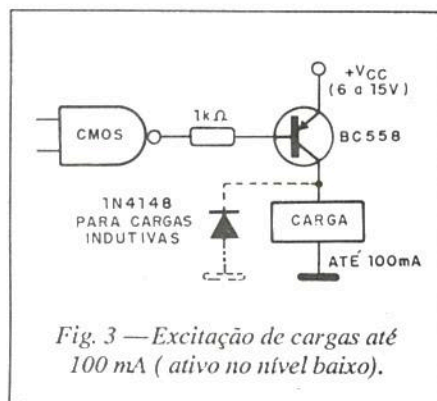 +VCC
(6 a 15V)
1kΩ
CMOS
BC558
1N4148
PARA CARGAS
INDUTIVAS
CARGA
ATÉ 100mA
Fig. 3 — Excitação de cargas até
100 mA ( ativo no nível baixo).